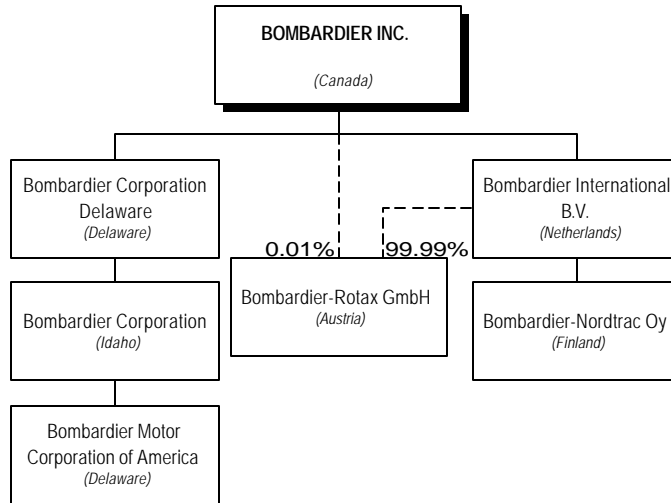 BOMBARDIER INC.
(Canada)
Bombardier Corporation
Delaware
(Delaware)
Bombardier International
B.V.
(Netherlands)
0.01%
99.99%
Bombardier-Rotax GmbH
(Austria)
Bombardier Corporation
(Idaho)
Bombardier-Nordtrac Oy
(Finland)
Bombardier Motor
Corporation of America
(Delaware)